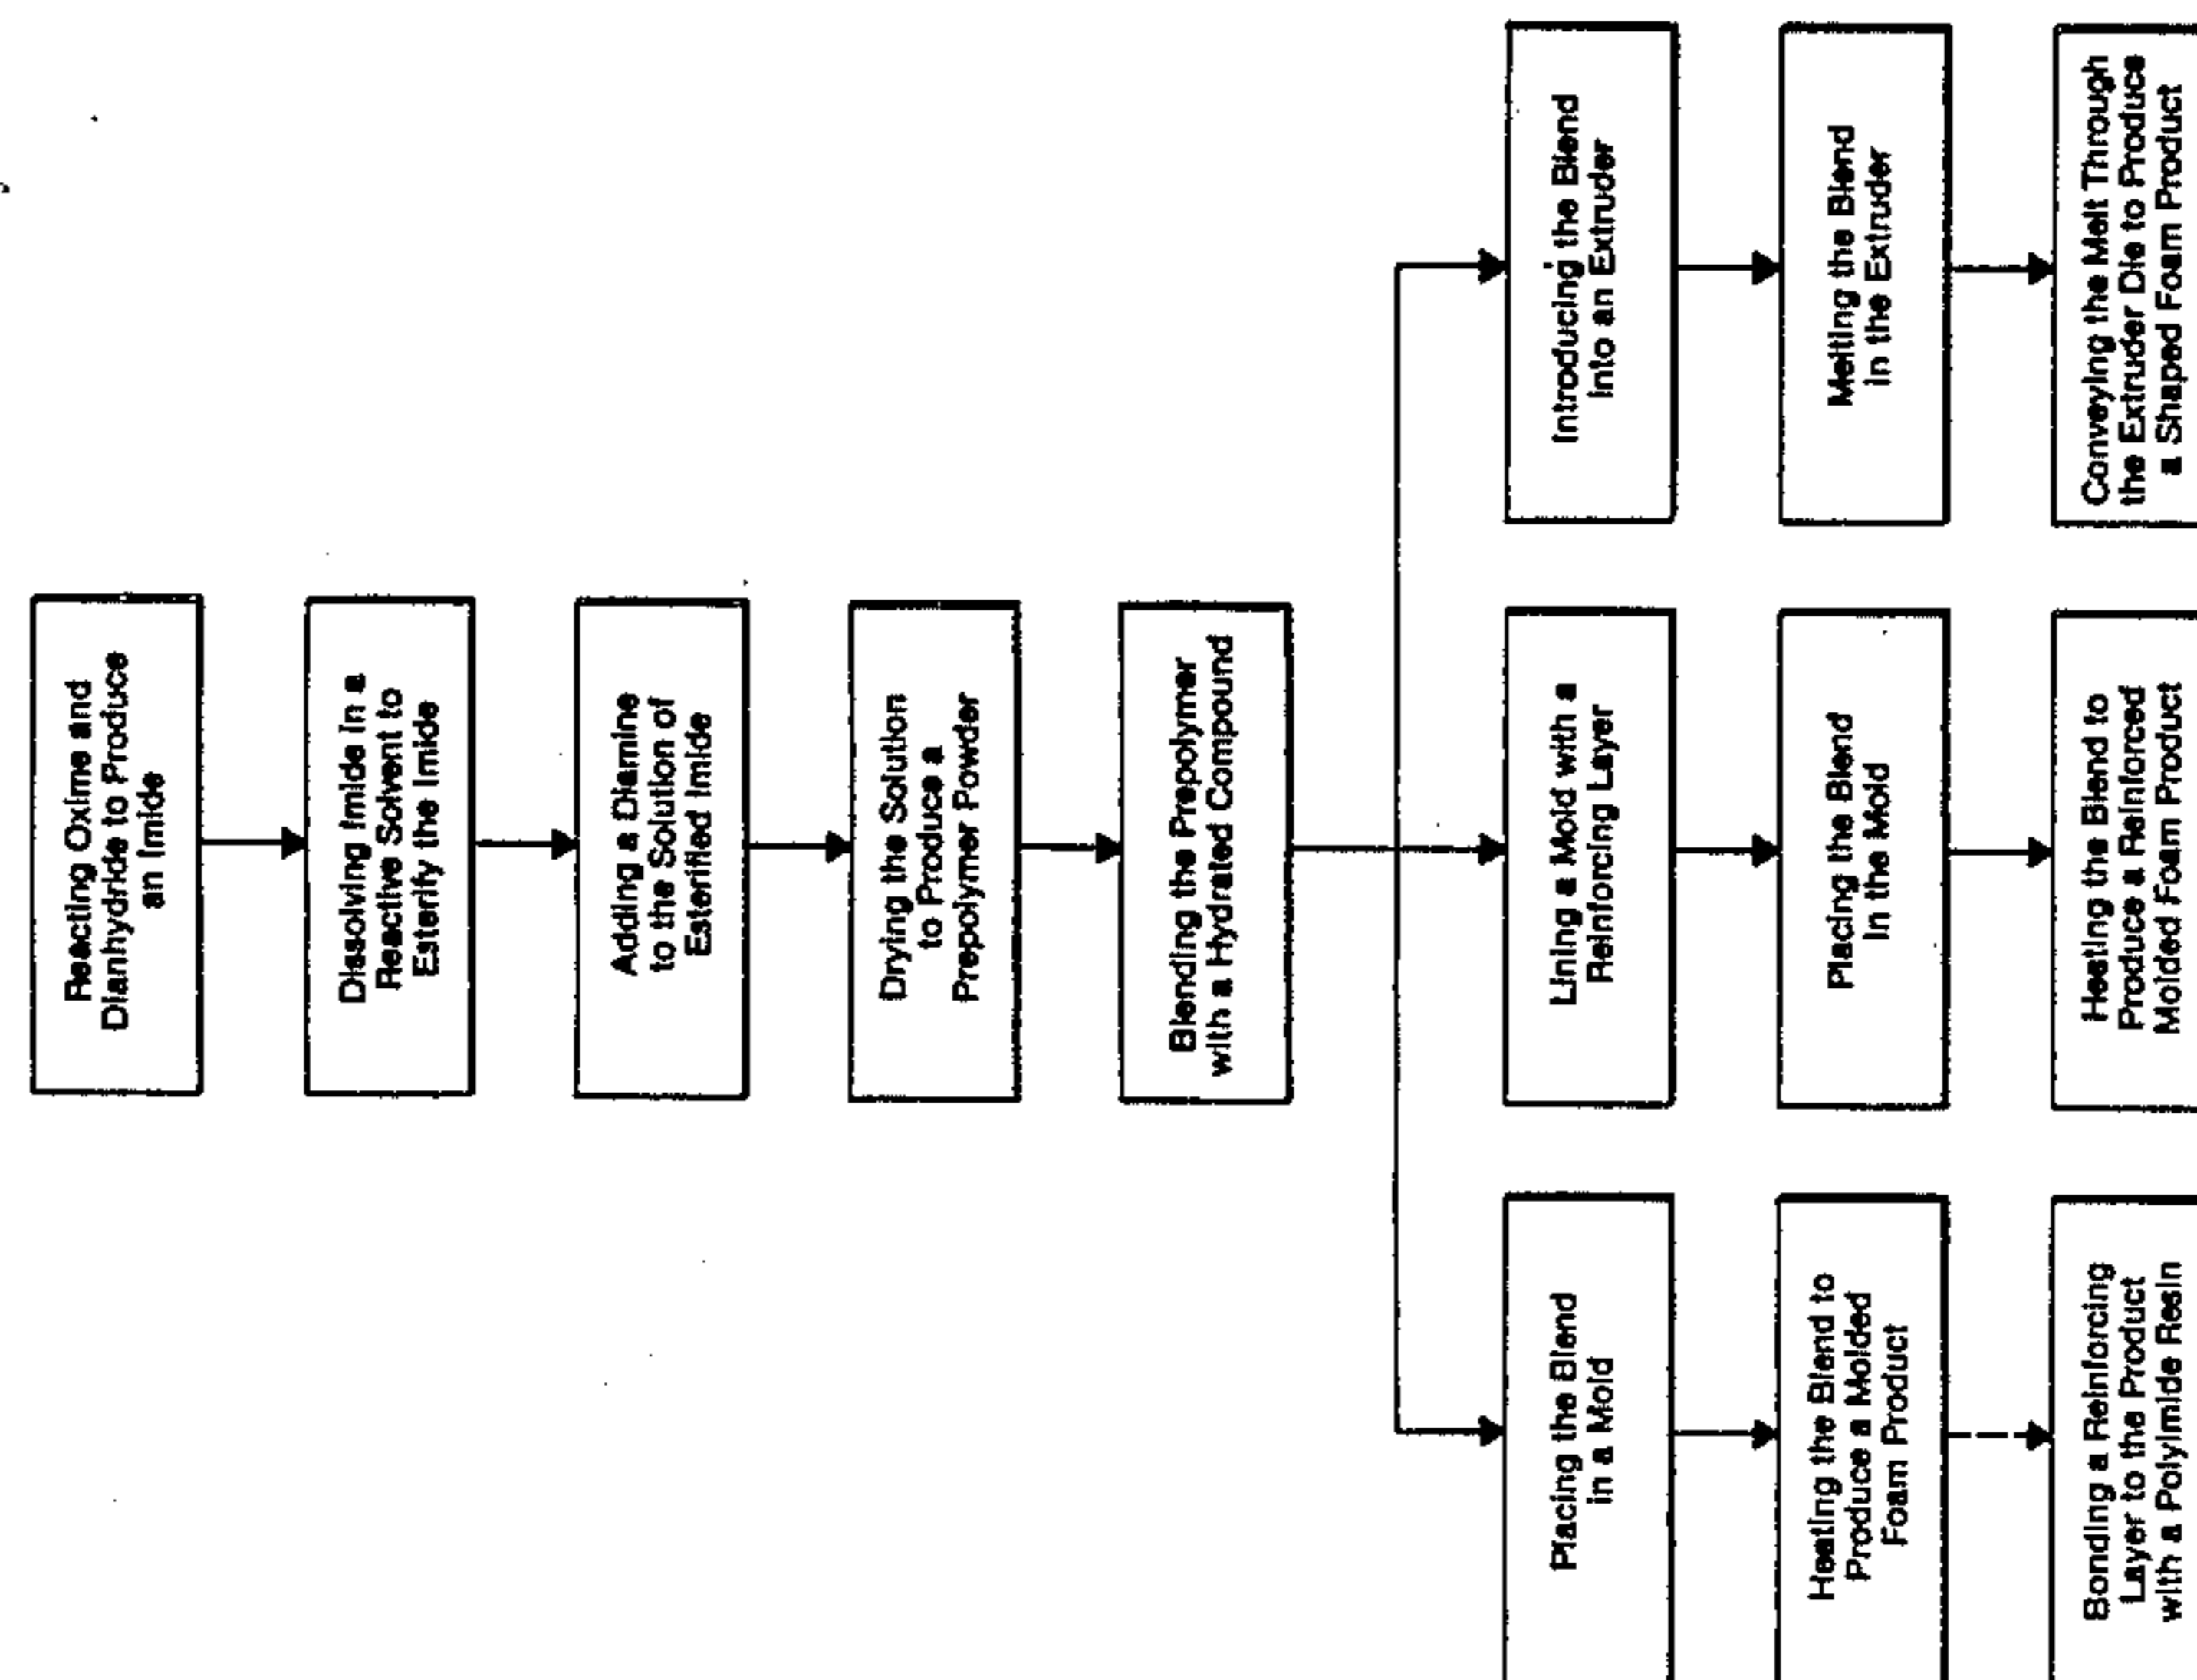 Reacting Oxime and
Dianhydride to Produce
an Imide
Dissolving Imide in a
Reactive Solvent to
Esterify the Imide
Adding a Diamine
to the Solution of
Esterified Imide
Drying the Solution
to Produce a
Prepolymer Powder
Blending the Prepolymer
with a Hydrated Compound
Placing the Blend
in a Mold
Heating the Blend to
Produce a Molded
Foam Product
Bonding a Reinforcing
Layer to the Product
with a Polyimide Resin
Lining a Mold with a
Reinforcing Layer
Placing the Blend
in the Mold
Heating the Blend to
Produce a Reinforced
Molded Foam Product
Introducing the Blend
into an Extruder
Melting the Blend
in the Extruder
Conveying the Melt Through
the Extruder Die to Produce
a Shaped Foam Product